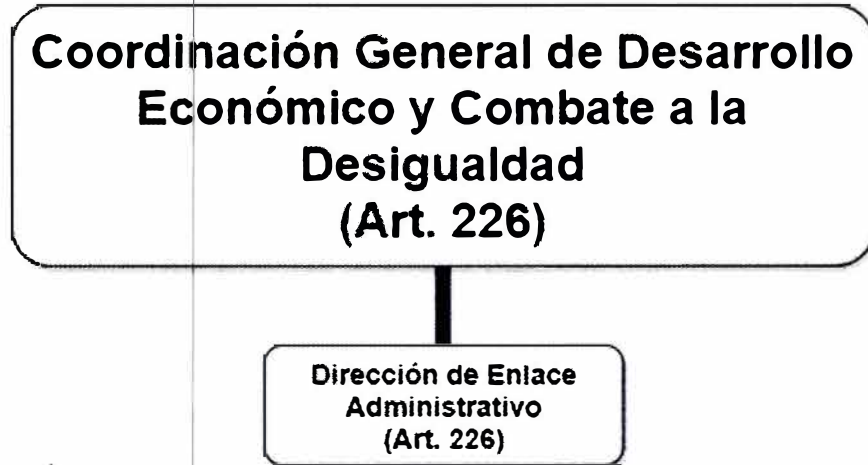 Coordinación General de Desarrollo
Económico y Combate a la
Desigualdad
(Art. 226)
Dirección de Enlace
Administrativo
(Art. 226)